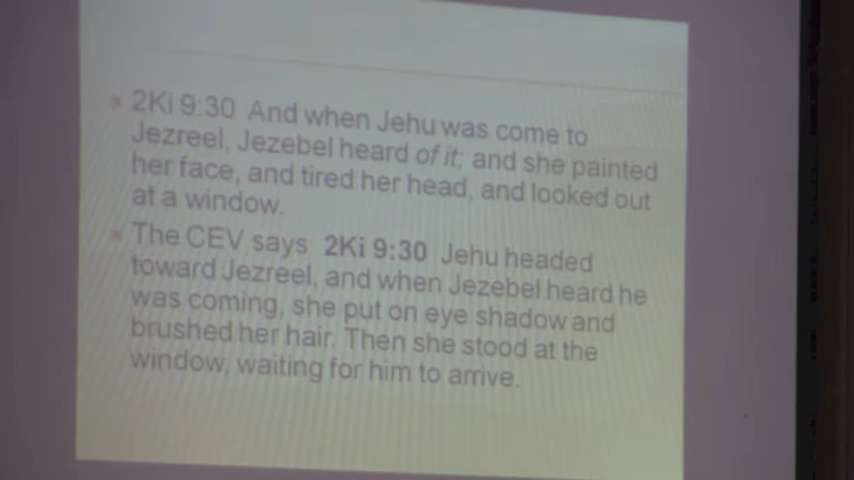 2Ki 9:30 And when Jehu was come to
Jezreel, Jezebel heard of it; and she painted
her face, and tired her head, and looked out
at a window.
The CEV says 2Ki 9:30 Jehu headed
toward Jezreel, and when Jezebel heard he
was coming, she put on eye shadow and
brushed her hair. Then she stood at the
window, waiting for him to arrive.